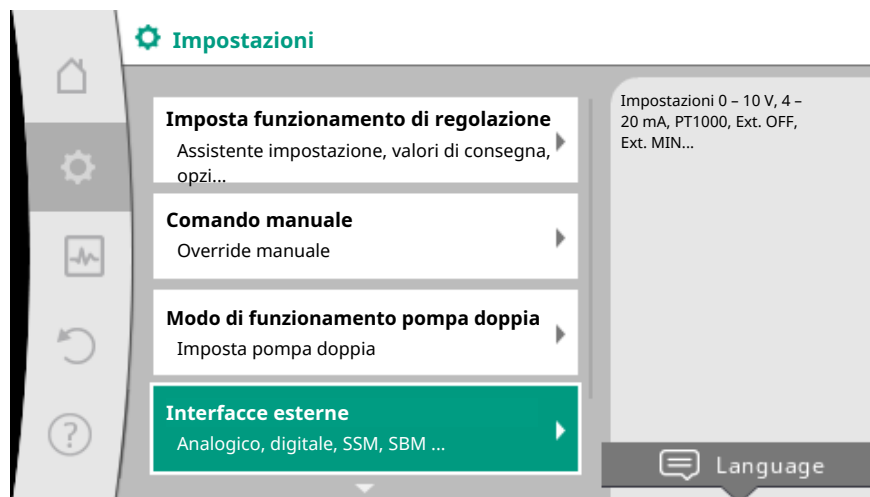 Impostazioni
Imposta funzionamento di regolazione
Assistente impostazione, valori di consegna,
opzi...
Comando manuale
Override manuale
Modo di funzionamento pompa doppia
Imposta pompa doppia
Interfacce esterne
Analogico, digitale, SSM, SBM ...
Impostazioni 0 – 10 V, 4 –
20 mA, PT1000, Ext. OFF,
Ext. MIN...
?
Language